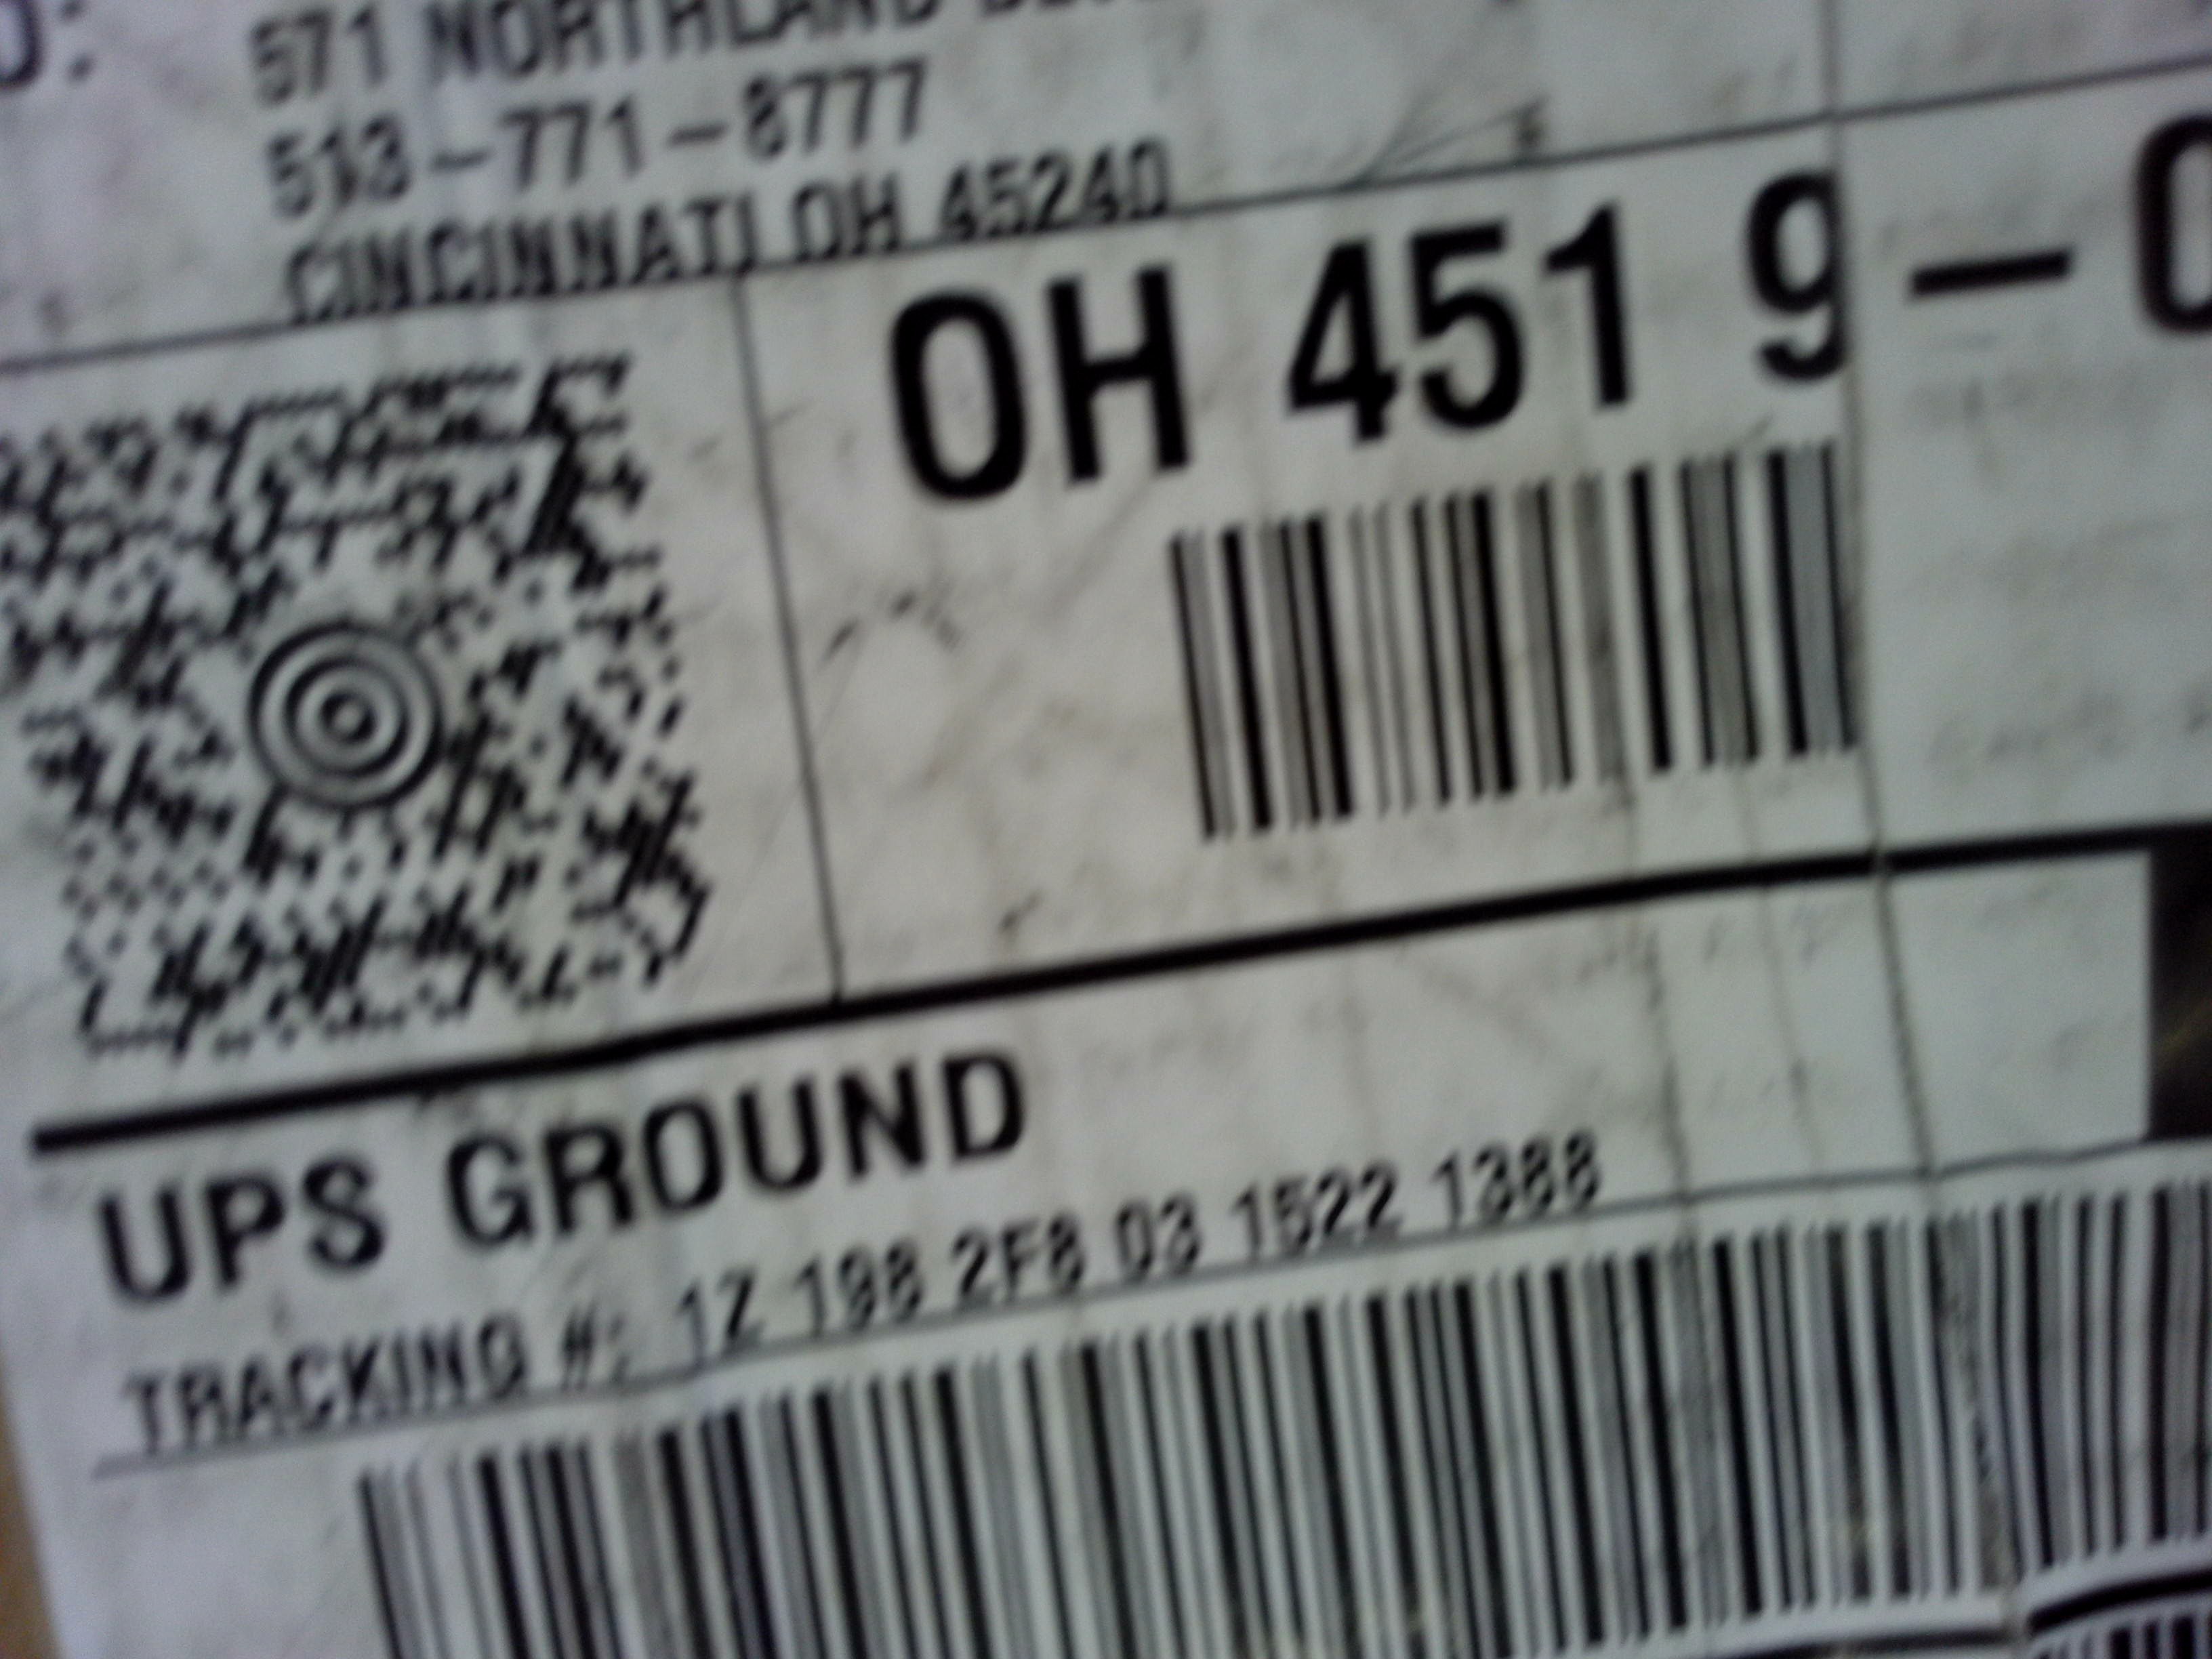 571 NORTHLAND
513-771-8777
CINCINNATI OH 45240
OH 451 9-0
UPS GROUND
TRACKING #: 1Z 198 2F8 03 1522 1388